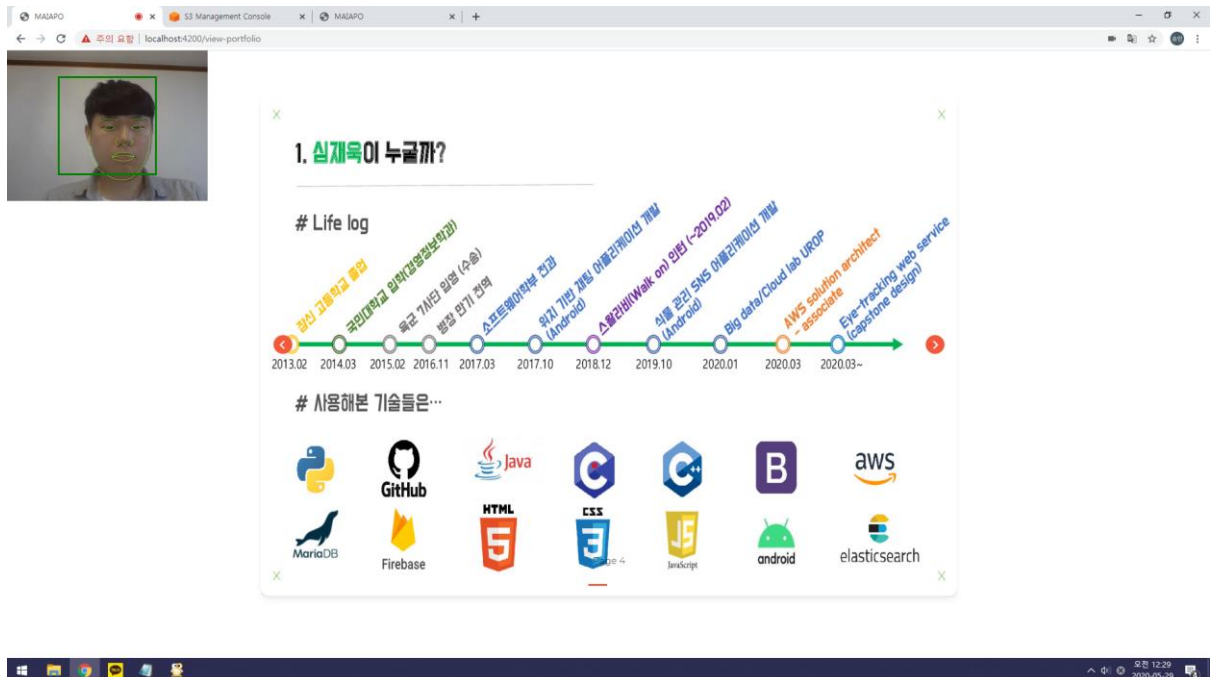 MAIAPO
S3 Management Console
MAIAPO
주의 요함 localhost:4200/view-portfolio
X X
1. 심재욱이 누굴까?
# Life log
잠신 고등학교 졸업
국민대학교 입학(경영정보학과)
육군 7사단 입영 (수송)
병장 만기 전역
소프트웨어학부 전과
위치 기반 채팅 어플리케이션 개발
(Android)
스왈라비(Walk on) 인턴 (~2019.02)
식물 관리 SNS 어플리케이션 개발
(Android)
Big data/Cloud lab UROP
AWS solution architect
- associate
Eye-tracking web service
(capstone design)
2013.02 2014.03 2015.02 2016.11 2017.03 2017.10 2018.12 2019.10 2020.01 2020.03 2020.03~
# 사용해본 기술들은…
GitHub
Java
C
C++
B
aws
MariaDB
Firebase
HTML
5
CSS
3
JS
JavaScript
android
elasticsearch
Page 4
X X
오전 12:29
2020-05-29